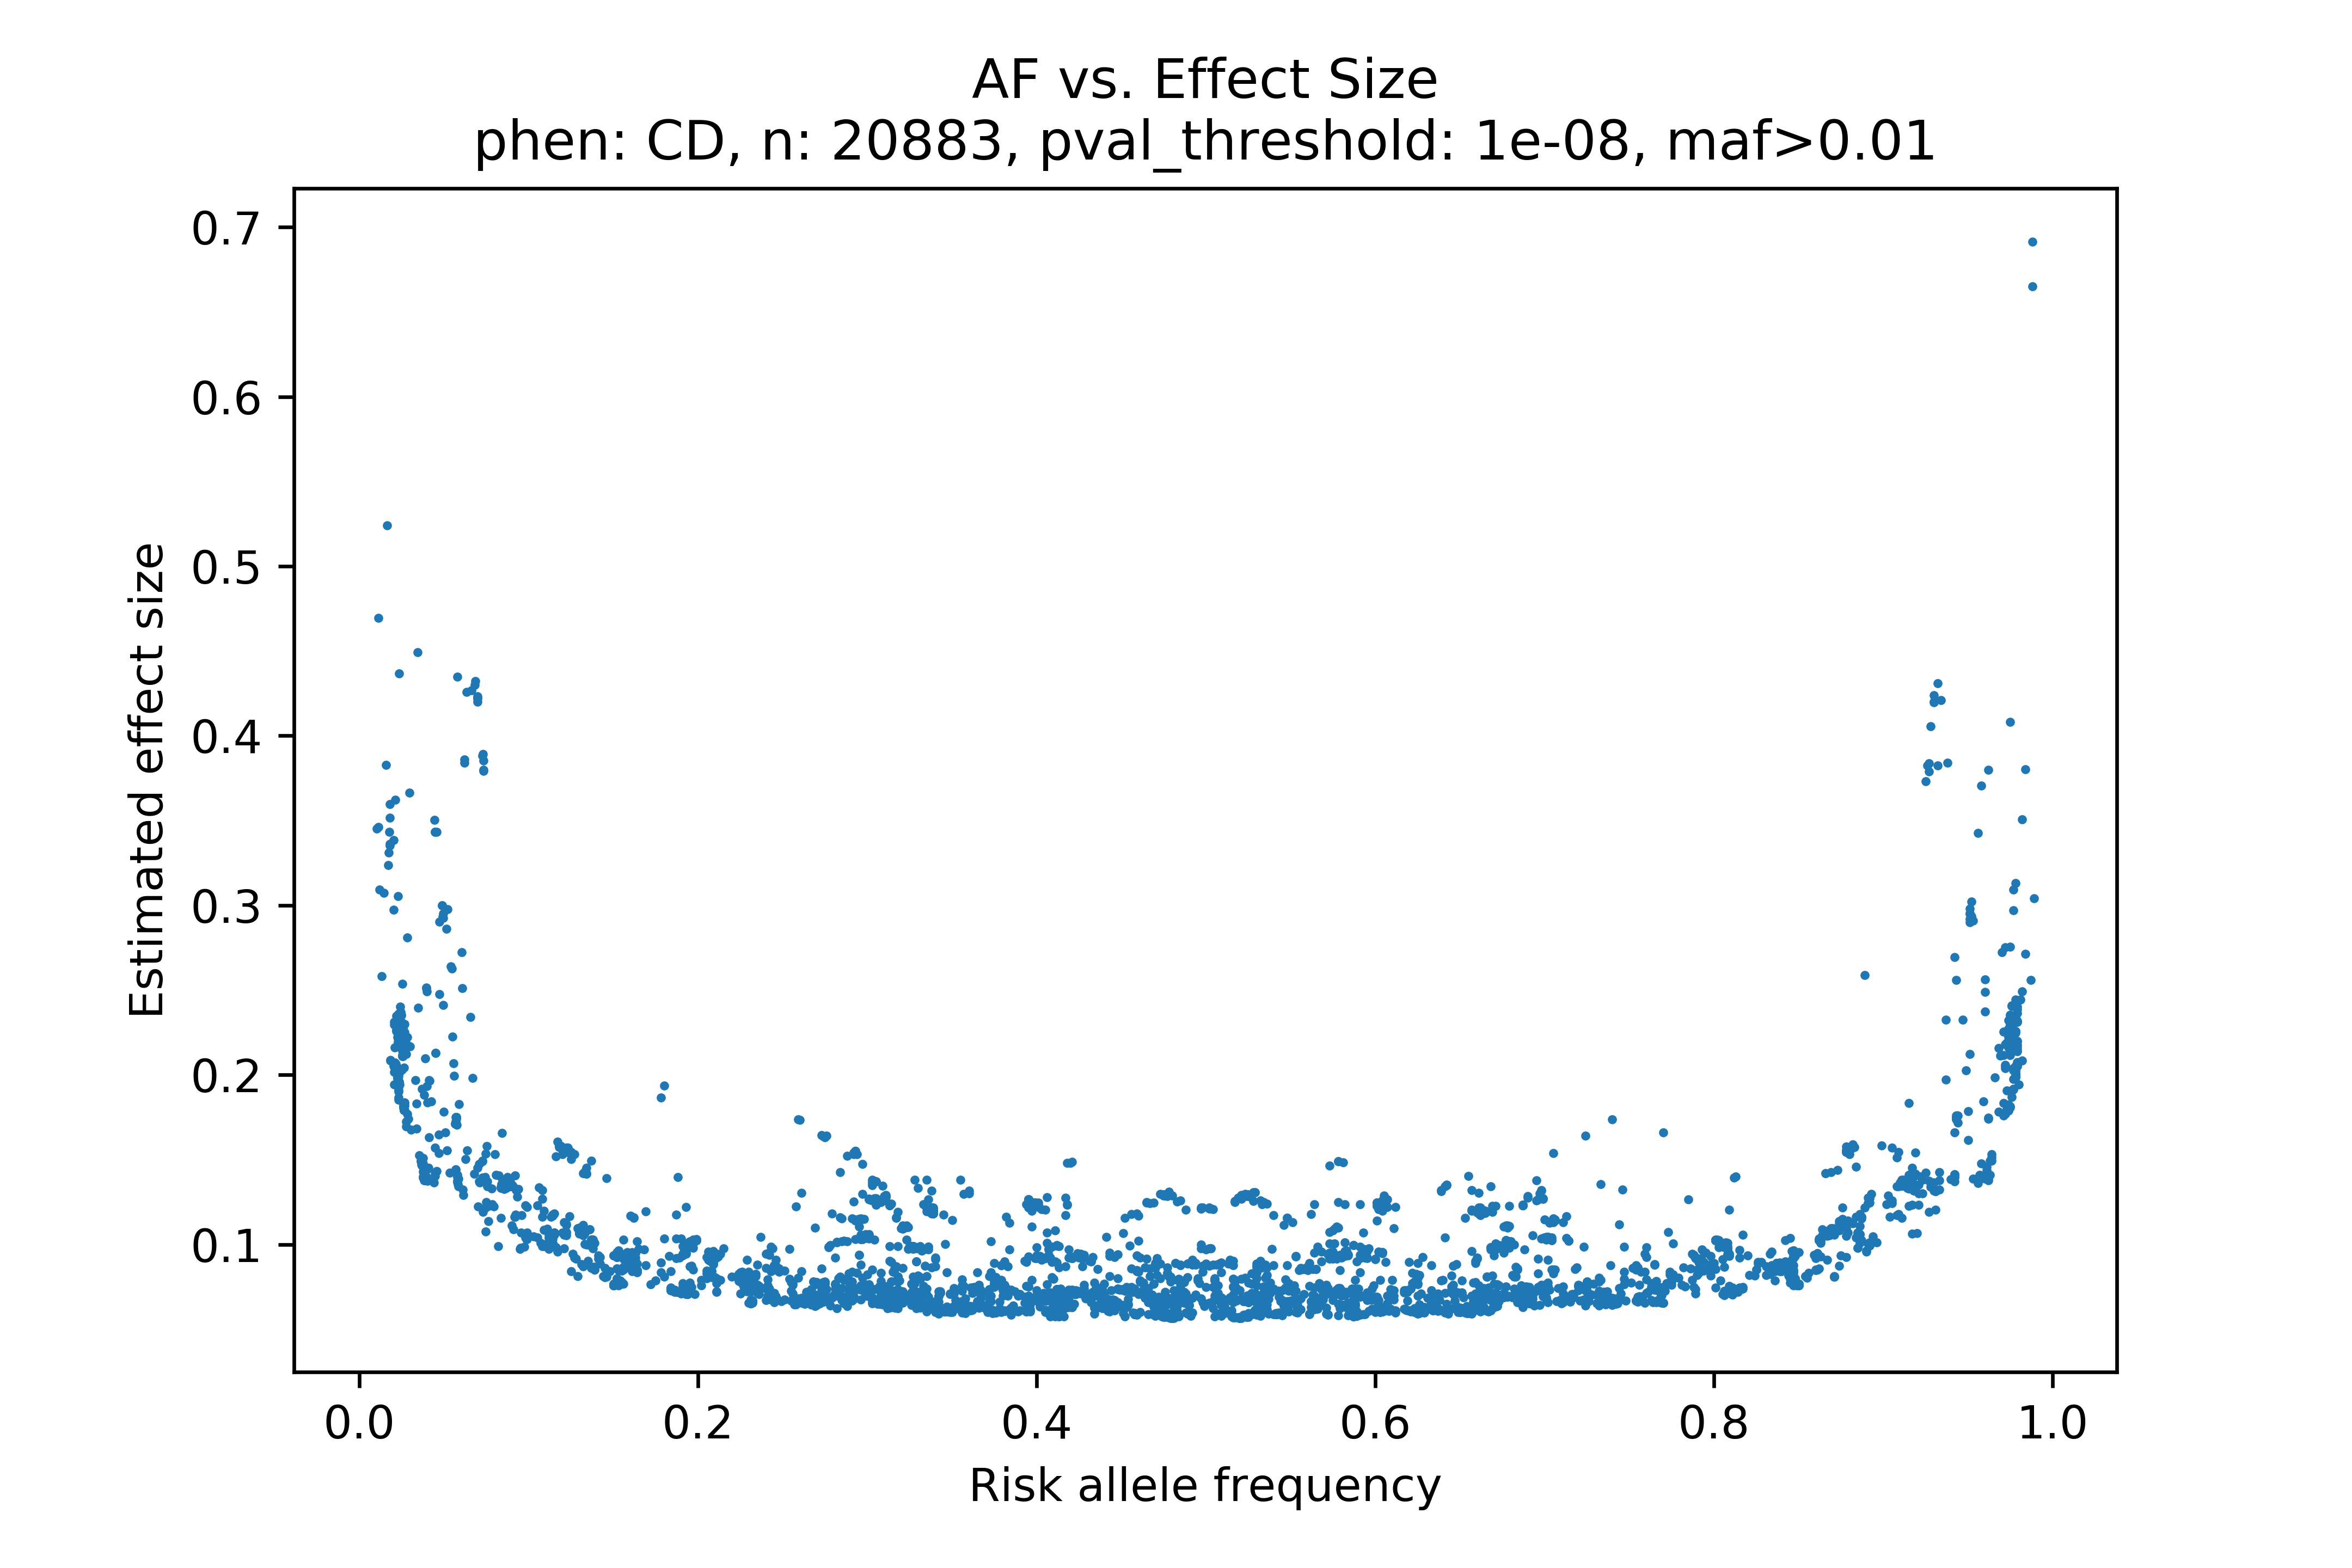 AF vs. Effect Size
phen: CD, n: 20883, pval_threshold: 1e-08, maf>0.01
0.7
0.6
0.5
0.4
0.3
0.2
0.1
Estimated effect size
0.0 0.2 0.4 0.6 0.8 1.0
Risk allele frequency